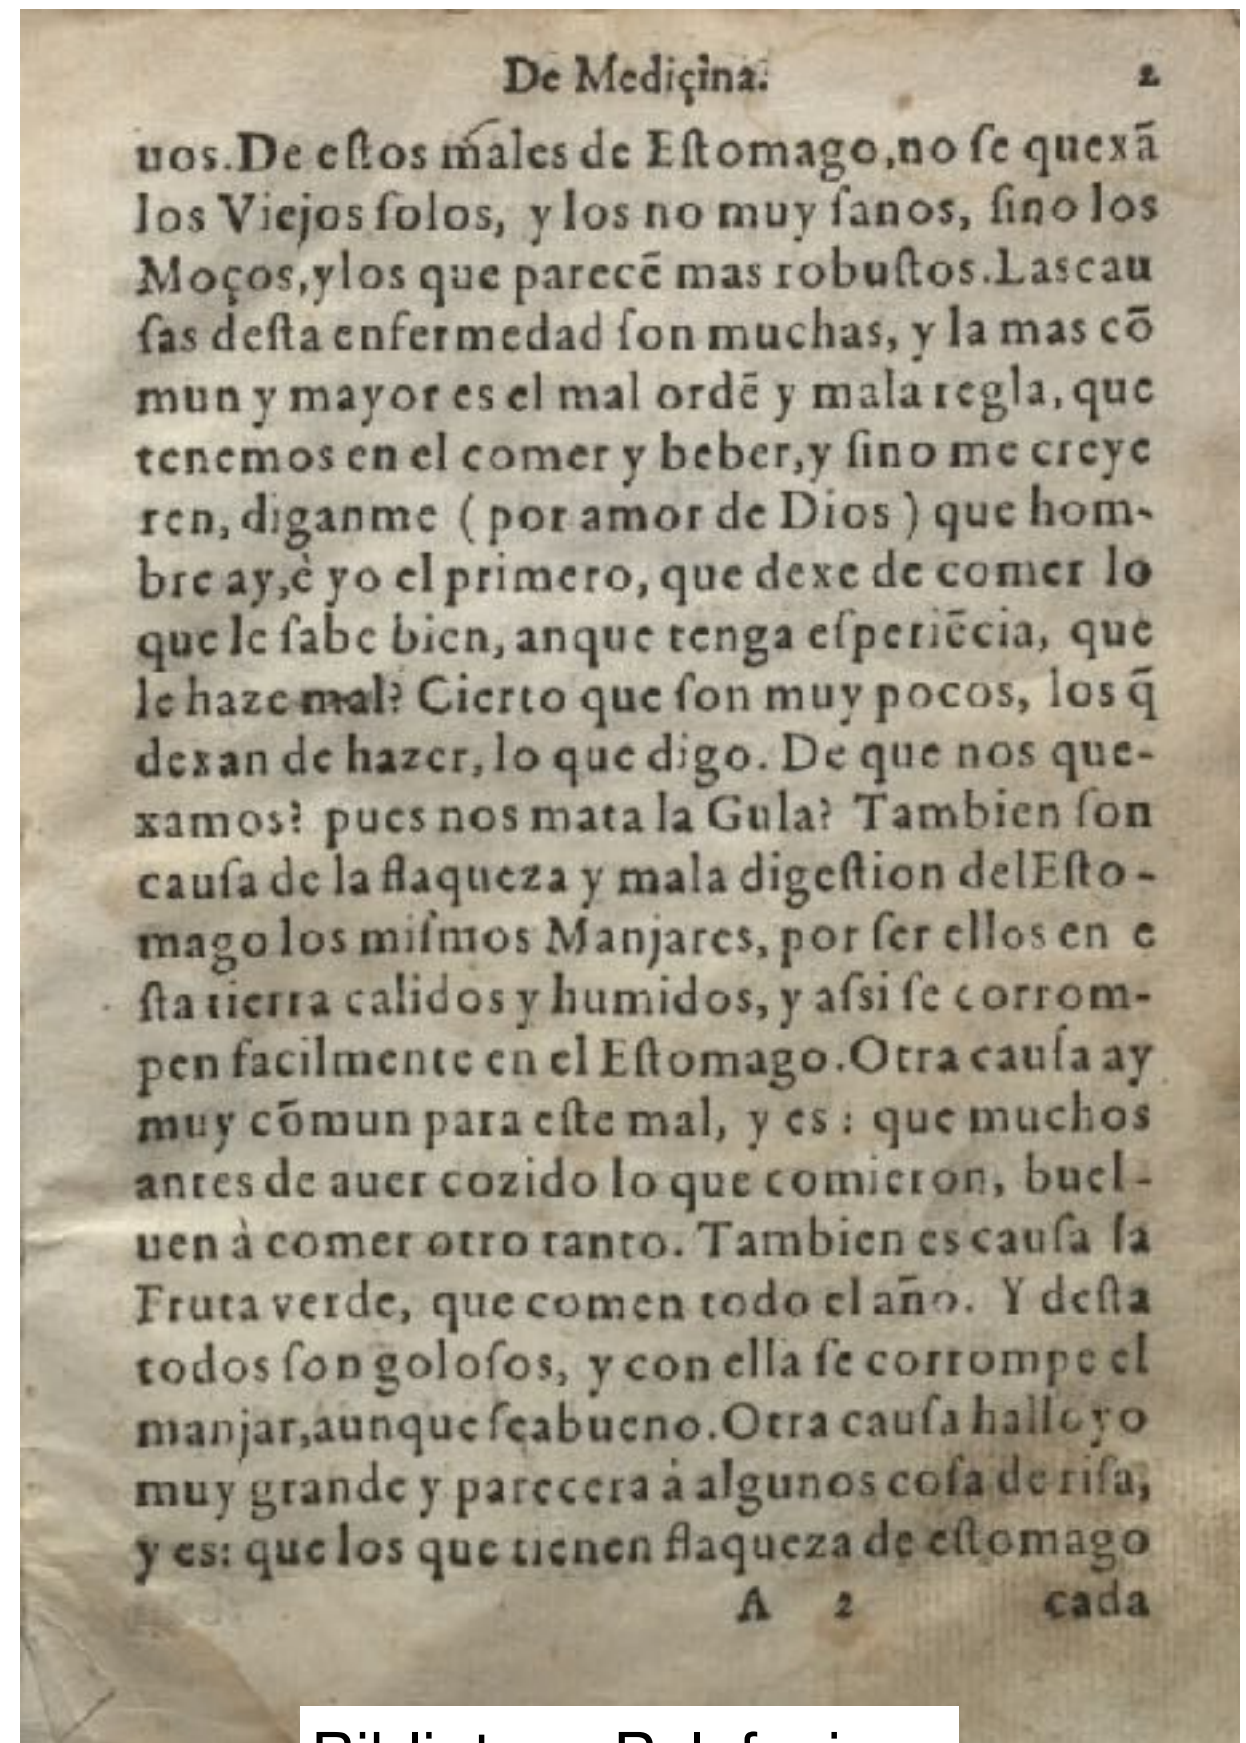 De Mediçina. 2
uos.De eſtos males de Eſtomago,no ſe quexã
los Viejos ſolos, y los no muy ſanos, ſino los
Moços,ylos que parecẽ mas robuſtos.Lascau
ſas deſta enfermedad ſon muchas, y la mas cõ
mun y mayor es el mal ordẽ y mala regla, que
tenemos en el comer y beber,y ſino me creye
ren, diganme ( por amor de Dios ) que hom-
bre ay,è yo el primero, que dexe de comer lo
que le ſabe bien, anque tenga eſperiẽcia, que
le haze mal? Cierto que ſon muy pocos, los q̃
dexan de hazer, lo que digo. De que nos que-
xamos? pues nos mata la Gula? Tambien ſon
cauſa de la flaqueza y mala digeſtion delEſto-
mago los miſmos Manjares, por ſer ellos en e
ſta tierra calidos y humidos, y aſsi ſe corrom-
pen facilmente en el Eſtomago.Otra cauſa ay
muy cõmun para eſte mal, y es : que muchos
antes de auer cozido lo que comieron, buel-
uen à comer otro tanto. Tambien es cauſa la
Fruta verde, que comen todo el año. Y deſta
todos ſon goloſos, y con ella ſe corrompe el
manjar,aunque ſeabueno.Otra cauſa hallo yo
muy grande y parecera à algunos coſa de riſa,
y es: que los que tienen flaqueza de eſtomago
A 2 cada